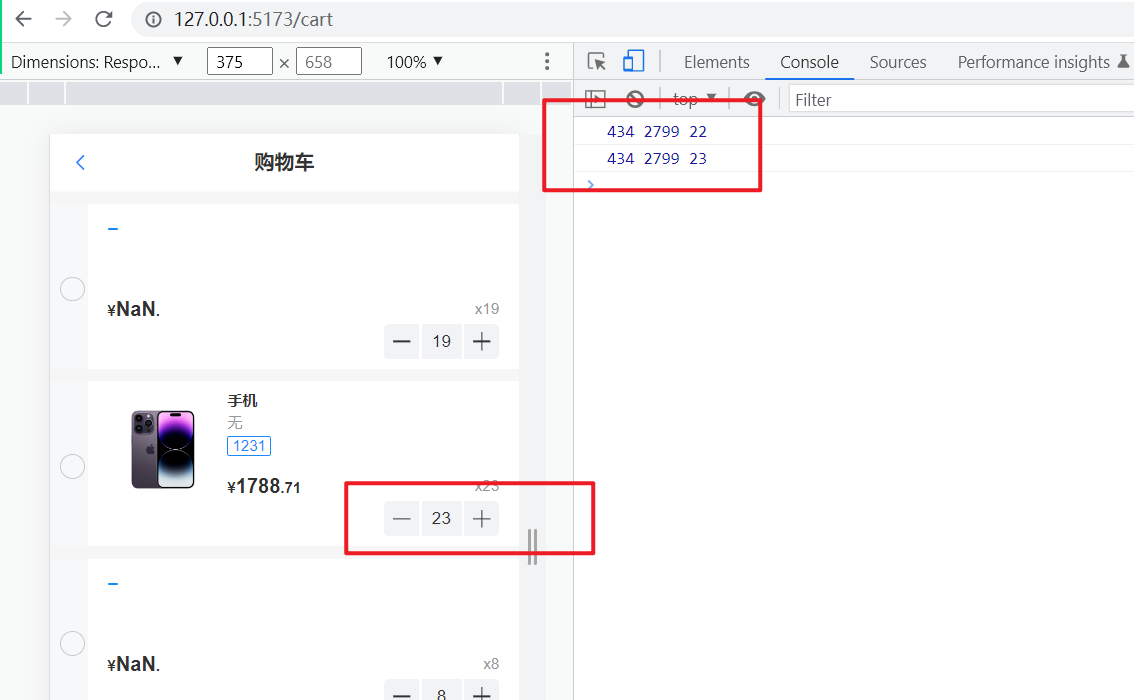 127.0.0.1:5173/cart
Dimensions: Respo... ▼ 375 × 658 100% ▼
Elements Console Sources Performance insights
top ▼ Filter
434 2799 22
434 2799 23
购物车
¥NaN. x19
19
手机
无
1231
¥1788.71 x23
23
¥NaN. x8
8